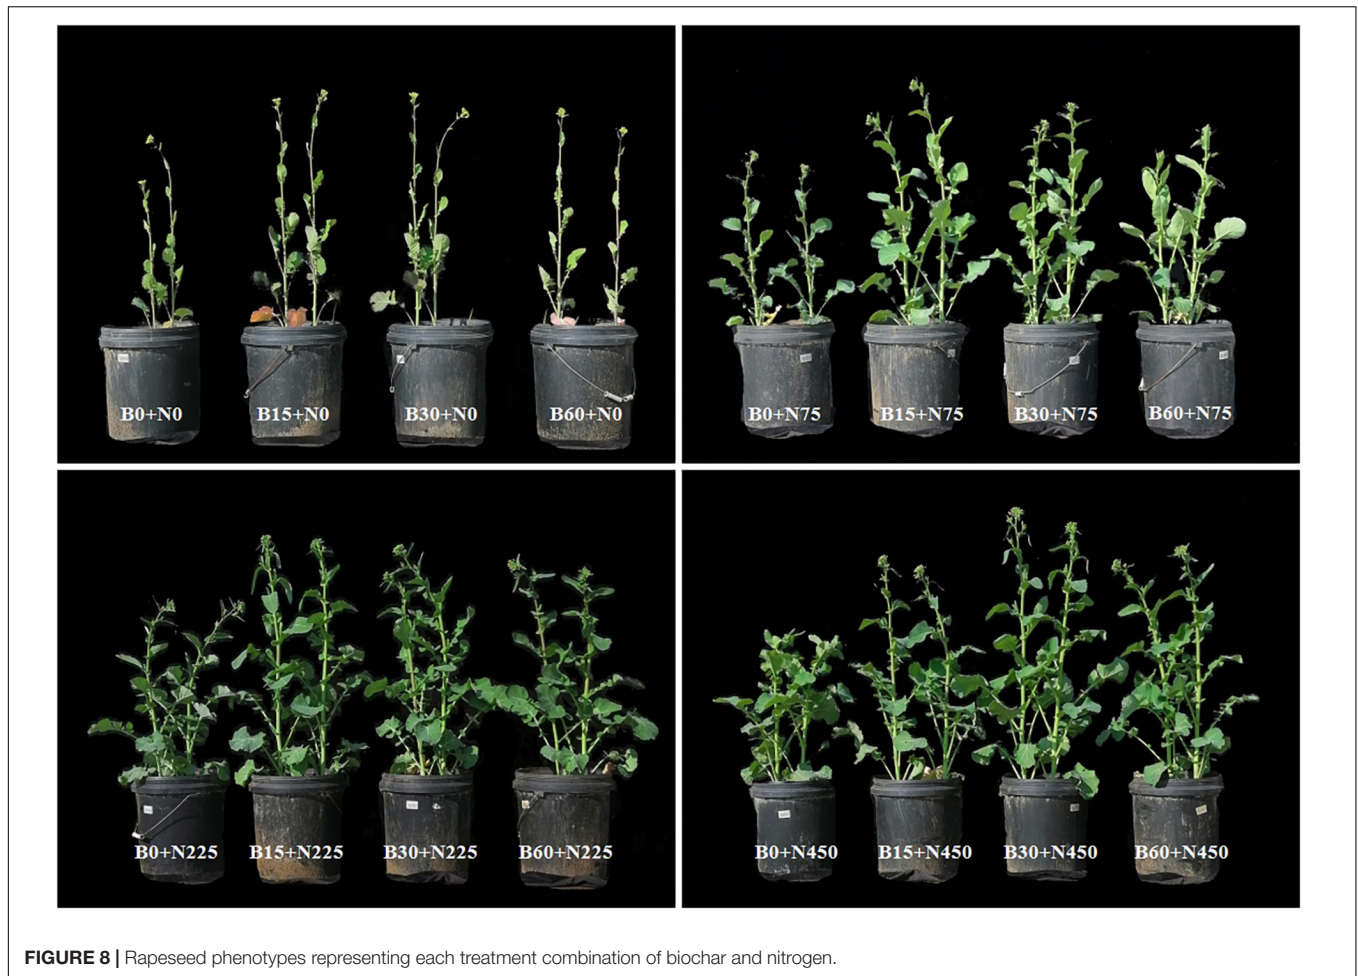 B0+N0 B15+N0 B30+N0 B60+N0
B0+N75 B15+N75 B30+N75 B60+N75
B0+N225 B15+N225 B30+N225 B60+N225
B0+N450 B15+N450 B30+N450 B60+N450
FIGURE 8 | Rapeseed phenotypes representing each treatment combination of biochar and nitrogen.